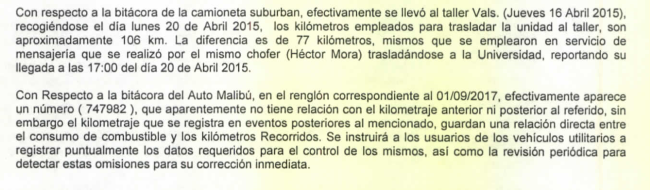 Con respecto a la bitácora de la camioneta suburban, efectivamente se llevó al taller Vals. (Jueves 16 Abril 2015),
recogiéndose el día lunes 20 de Abril 2015, los kilómetros empleados para trasladar la unidad al taller, son
aproximadamente 106 km. La diferencia es de 77 kilómetros, mismos que se emplearon en servicio de
mensajería que se realizó por el mismo chofer (Héctor Mora) trasladándose a la Universidad, reportando su
llegada a las 17:00 del día 20 de Abril 2015.
Con Respecto a la bitácora del Auto Malibú, en el renglón correspondiente al 01/09/2017, efectivamente aparece
un número ( 747982 ), que aparentemente no tiene relación con el kilometraje anterior ni posterior al referido, sin
embargo el kilometraje que se registra en eventos posteriores al mencionado, guardan una relación directa entre
el consumo de combustible y los kilómetros Recorridos. Se instruirá a los usuarios de los vehículos utilitarios a
registrar puntualmente los datos requeridos para el control de los mismos, así como la revisión periódica para
detectar estas omisiones para su corrección inmediata.